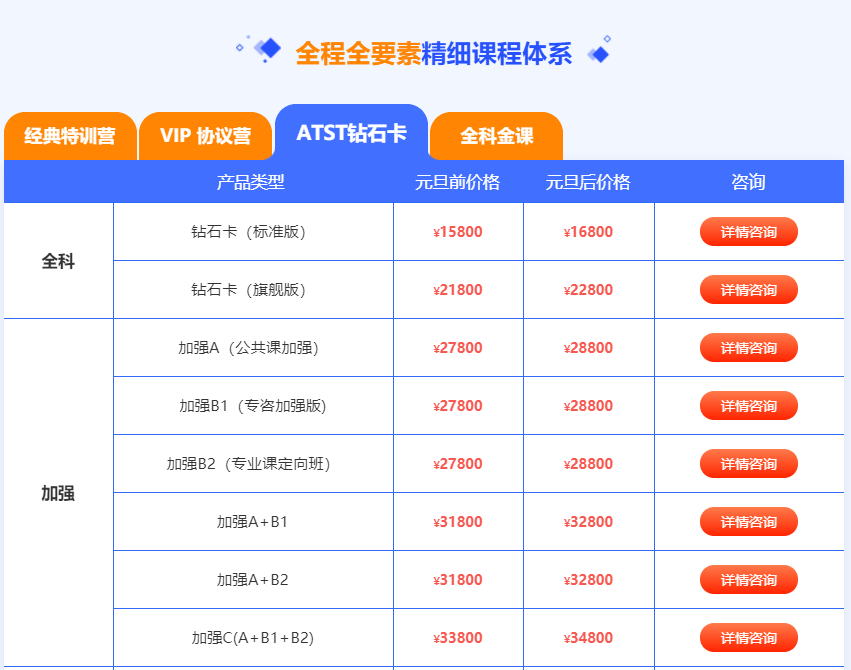 全程全要素精细课程体系
经典特训营 VIP 协议营 ATST钻石卡 全科金课
产品类型 元旦前价格 元旦后价格 咨询
全科
钻石卡（标准版） ¥15800 ¥16800 详情咨询
钻石卡（旗舰版） ¥21800 ¥22800 详情咨询
加强
加强A（公共课加强） ¥27800 ¥28800 详情咨询
加强B1（专咨加强版) ¥27800 ¥28800 详情咨询
加强B2（专业课定向班） ¥27800 ¥28800 详情咨询
加强A+B1 ¥31800 ¥32800 详情咨询
加强A+B2 ¥31800 ¥32800 详情咨询
加强C(A+B1+B2) ¥33800 ¥34800 详情咨询